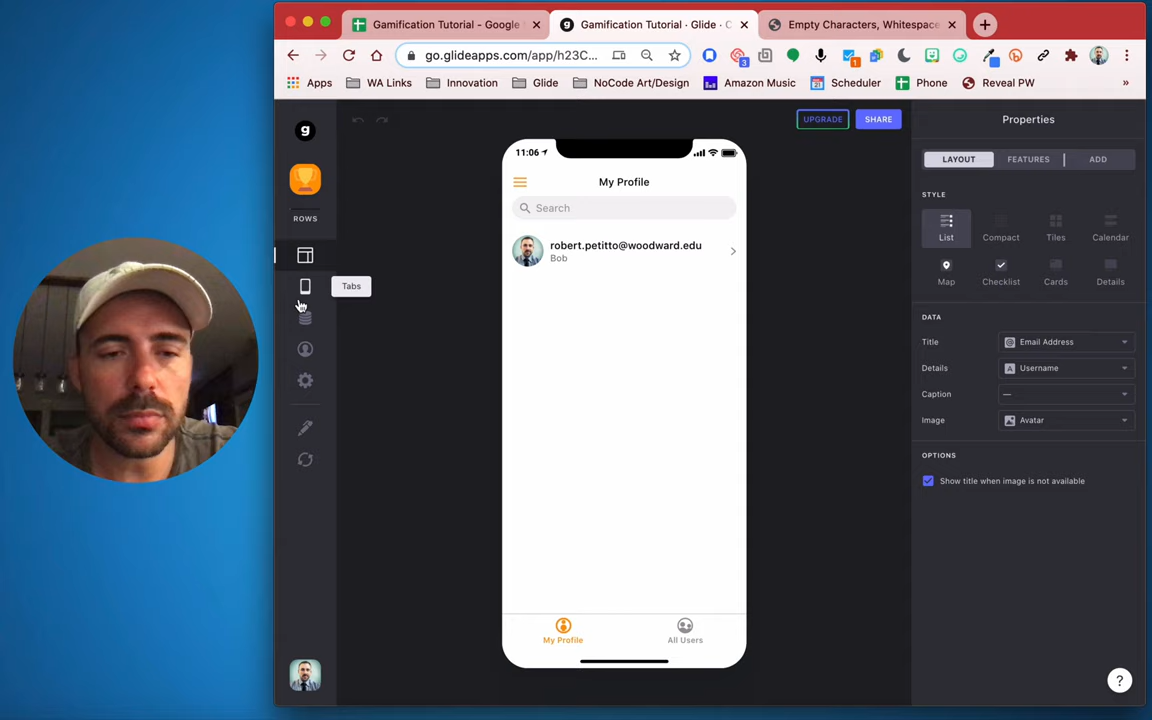 Gamification Tutorial - Google
Gamification Tutorial · Glide · C
Empty Characters, Whitespace
go.glideapps.com/app/h23C...
3
1
Apps
WA Links
Innovation
Glide
NoCode Art/Design
Amazon Music
Scheduler
Phone
Reveal PW
»
g
ROWS
Tabs
UPGRADE
SHARE
11:06
My Profile
Search
robert.petitto@woodward.edu
Bob
My Profile
All Users
Properties
LAYOUT
FEATURES
ADD
STYLE
List
Compact
Tiles
Calendar
Map
Checklist
Cards
Details
DATA
Title
Email Address
Details
Username
Caption
—
Image
Avatar
OPTIONS
Show title when image is not available
?